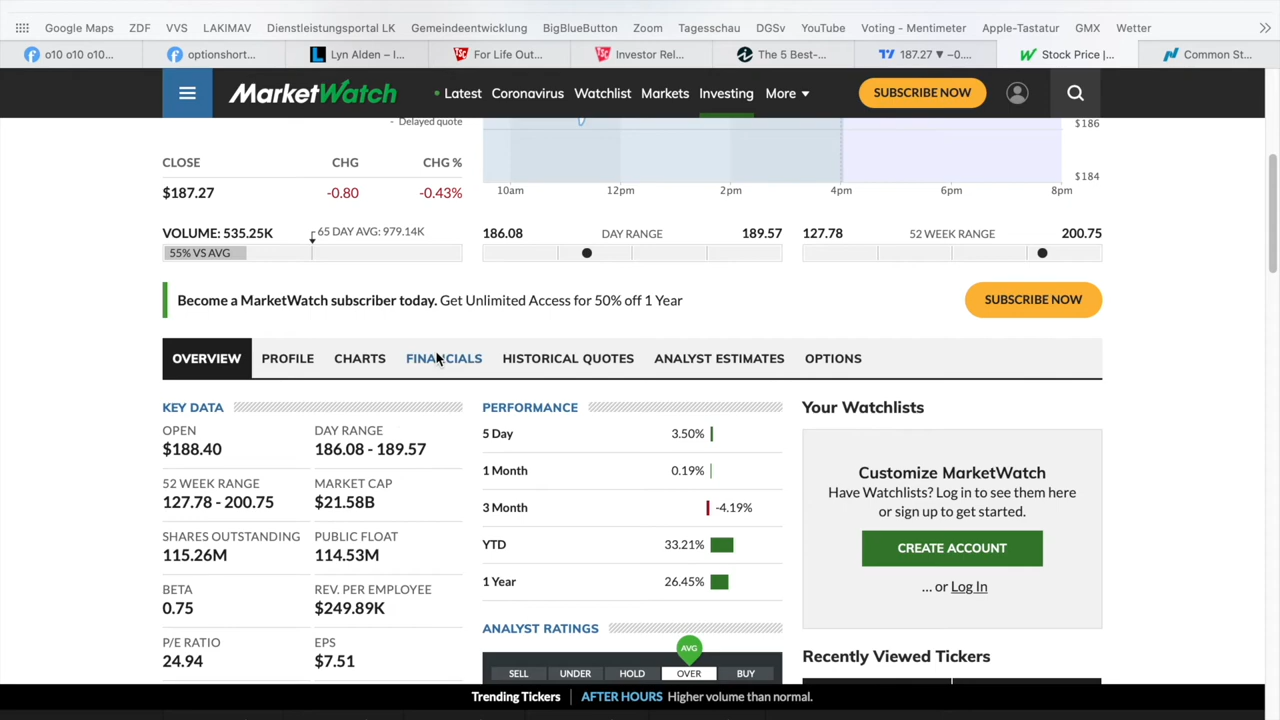 Google Maps ZDF VVS LAKIMAV Dienstleistungsportal LK Gemeindeentwicklung BigBlueButton Zoom Tagesschau DGSv YouTube Voting - Mentimeter Apple-Tastatur GMX Wetter
o10 o10 o10... optionshort... Lyn Alden – I... For Life Out... Investor Rel... The 5 Best-... 187.27 ▼ −0.... Stock Price |... Common St...
MarketWatch Latest Coronavirus Watchlist Markets Investing More SUBSCRIBE NOW
- Delayed quote
$186
CLOSE CHG CHG %
$184
$187.27 -0.80 -0.43%
10am 12pm 2pm 4pm 6pm 8pm
VOLUME: 535.25K 65 DAY AVG: 979.14K 186.08 DAY RANGE 189.57 127.78 52 WEEK RANGE 200.75
55% VS AVG
Become a MarketWatch subscriber today. Get Unlimited Access for 50% off 1 Year SUBSCRIBE NOW
OVERVIEW PROFILE CHARTS FINANCIALS HISTORICAL QUOTES ANALYST ESTIMATES OPTIONS
KEY DATA
OPEN DAY RANGE
$188.40 186.08 - 189.57
52 WEEK RANGE MARKET CAP
127.78 - 200.75 $21.58B
SHARES OUTSTANDING PUBLIC FLOAT
115.26M 114.53M
BETA REV. PER EMPLOYEE
0.75 $249.89K
P/E RATIO EPS
24.94 $7.51
PERFORMANCE
5 Day 3.50%
1 Month 0.19%
3 Month -4.19%
YTD 33.21%
1 Year 26.45%
ANALYST RATINGS
AVG
SELL UNDER HOLD OVER BUY
Your Watchlists
Customize MarketWatch
Have Watchlists? Log in to see them here
or sign up to get started.
CREATE ACCOUNT
... or Log In
Recently Viewed Tickers
Trending Tickers AFTER HOURS Higher volume than normal.